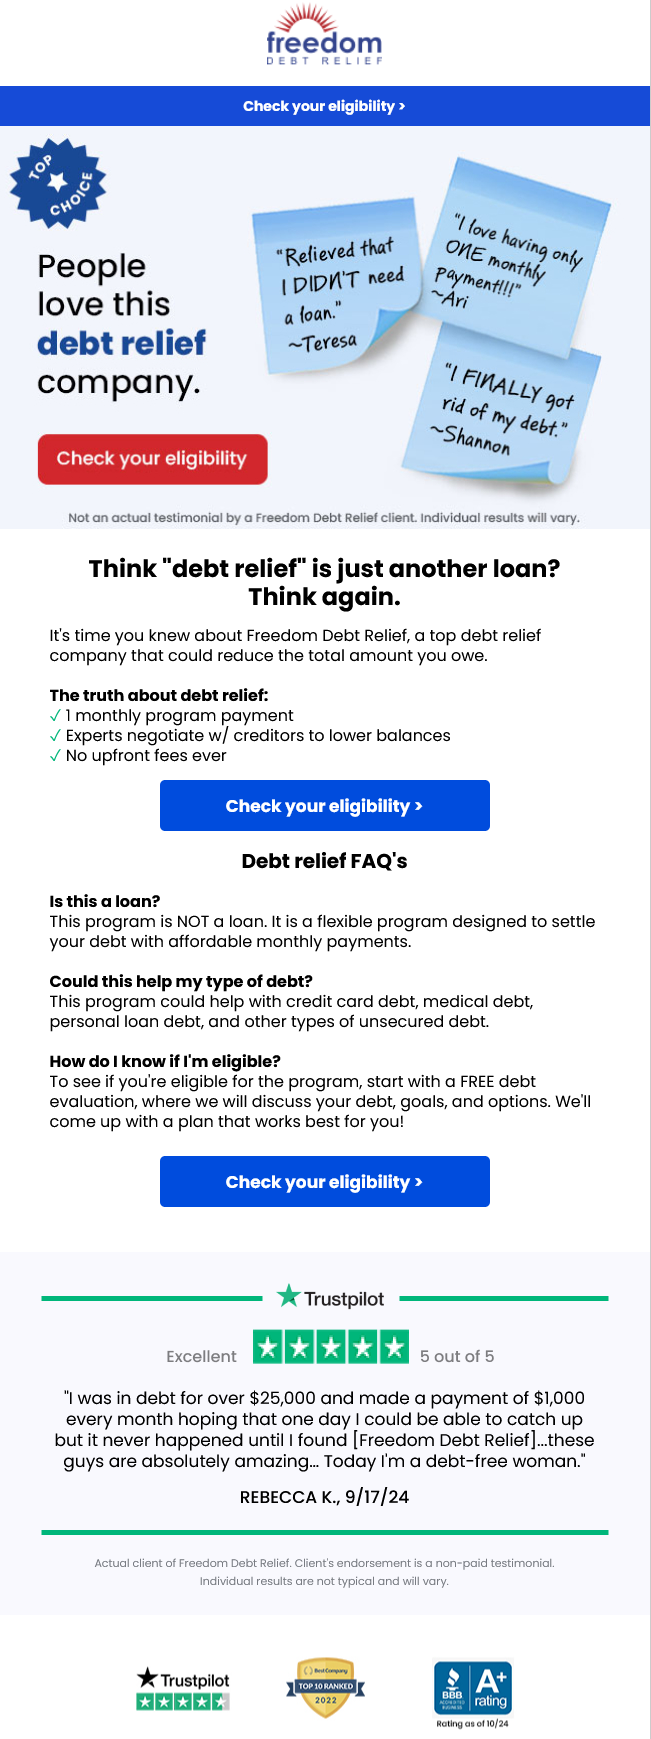 freedom
DEBT RELIEF
Check your eligibility >
TOP
CHOICE
People
love this
debt relief
company.
"Relieved that
I DIDN'T need
a loan."
~Teresa
"I love having only
ONE monthly
Payment!!!"
~Ari
"I FINALLY got
rid of my debt."
~Shannon
Check your eligibility
Not an actual testimonial by a Freedom Debt Relief client. Individual results will vary.
Think "debt relief" is just another loan?
Think again.
It's time you knew about Freedom Debt Relief, a top debt relief
company that could reduce the total amount you owe.
The truth about debt relief:
✓ 1 monthly program payment
✓ Experts negotiate w/ creditors to lower balances
✓ No upfront fees ever
Check your eligibility >
Debt relief FAQ's
Is this a loan?
This program is NOT a loan. It is a flexible program designed to settle
your debt with affordable monthly payments.
Could this help my type of debt?
This program could help with credit card debt, medical debt,
personal loan debt, and other types of unsecured debt.
How do I know if I'm eligible?
To see if you're eligible for the program, start with a FREE debt
evaluation, where we will discuss your debt, goals, and options. We'll
come up with a plan that works best for you!
Check your eligibility >
Trustpilot
Excellent 5 out of 5
"I was in debt for over $25,000 and made a payment of $1,000
every month hoping that one day I could be able to catch up
but it never happened until I found [Freedom Debt Relief]...these
guys are absolutely amazing... Today I'm a debt-free woman."
REBECCA K., 9/17/24
Actual client of Freedom Debt Relief. Client's endorsement is a non-paid testimonial.
Individual results are not typical and will vary.
Trustpilot
BestCompany
TOP 10 RANKED
2022
BBB
ACCREDITED
BUSINESS
A+
rating
Rating as of 10/24